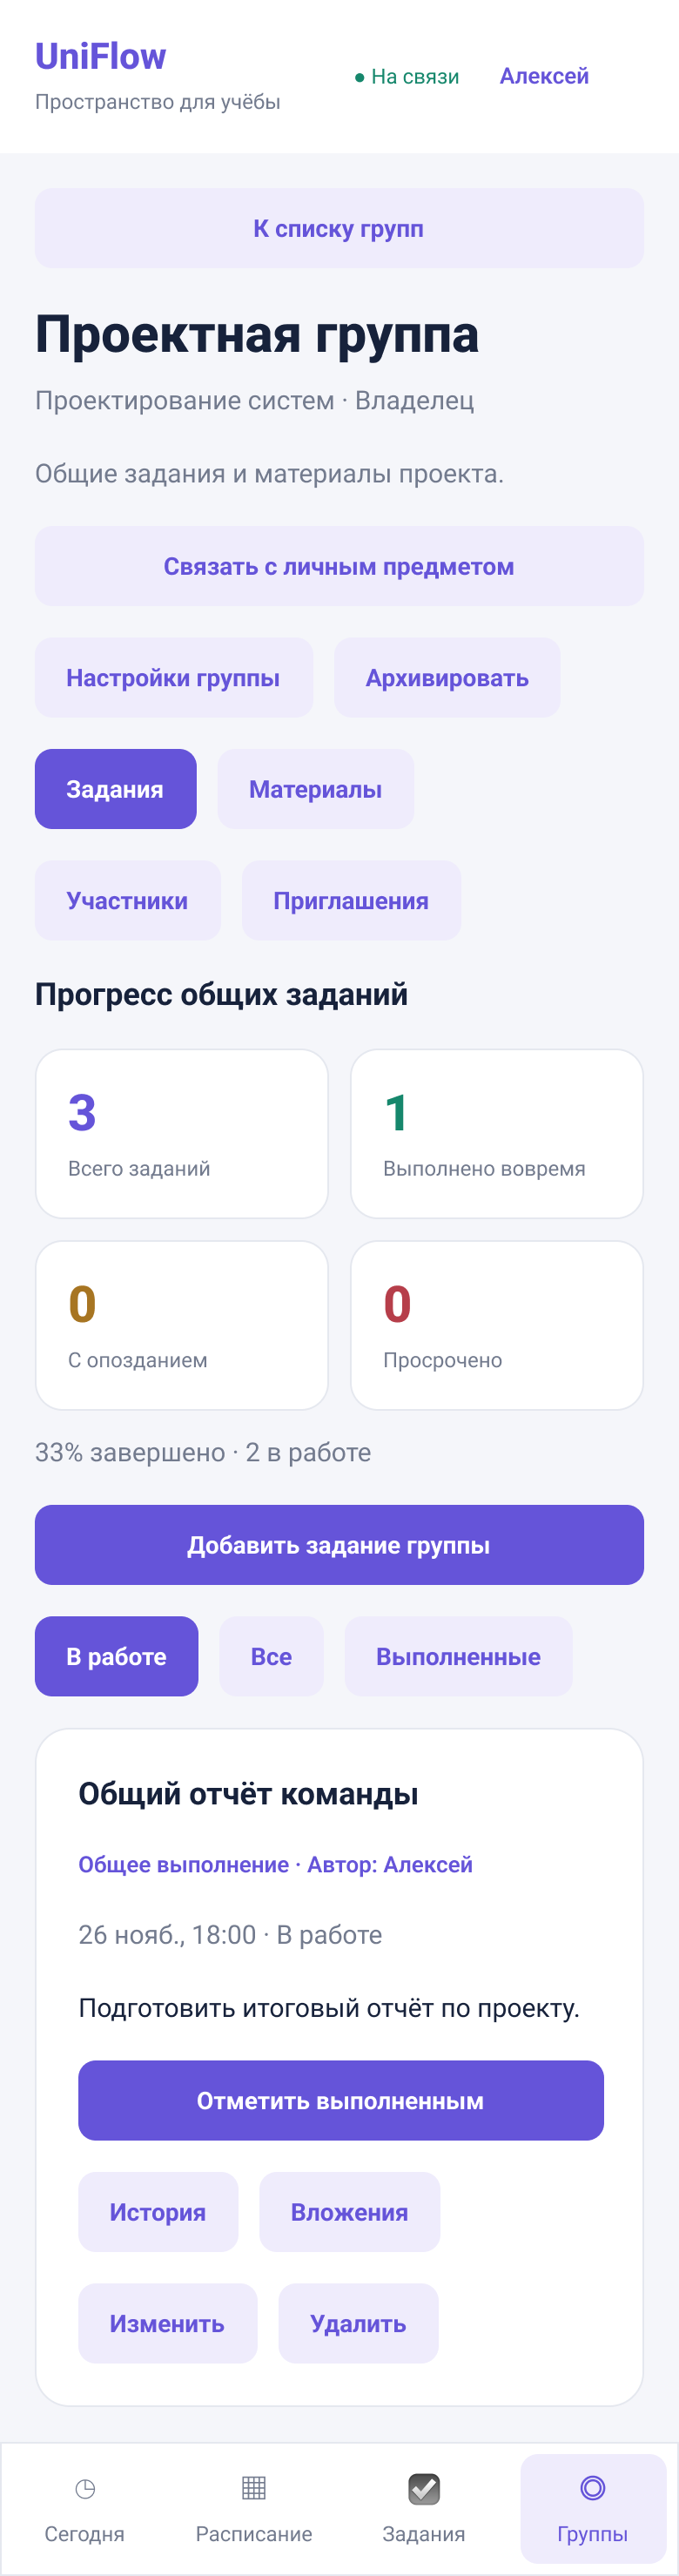 UniFlow
Пространство для учёбы
● На связи
Алексей
К списку групп
Проектная группа
Проектирование систем · Владелец
Общие задания и материалы проекта.
Связать с личным предметом
Настройки группы
Архивировать
Задания
Материалы
Участники
Приглашения
Прогресс общих заданий
3
Всего заданий
1
Выполнено вовремя
0
С опозданием
0
Просрочено
33% завершено · 2 в работе
Добавить задание группы
В работе
Все
Выполненные
Общий отчёт команды
Общее выполнение · Автор: Алексей
26 нояб., 18:00 · В работе
Подготовить итоговый отчёт по проекту.
Отметить выполненным
История
Вложения
Изменить
Удалить
Сегодня
Расписание
Задания
Группы